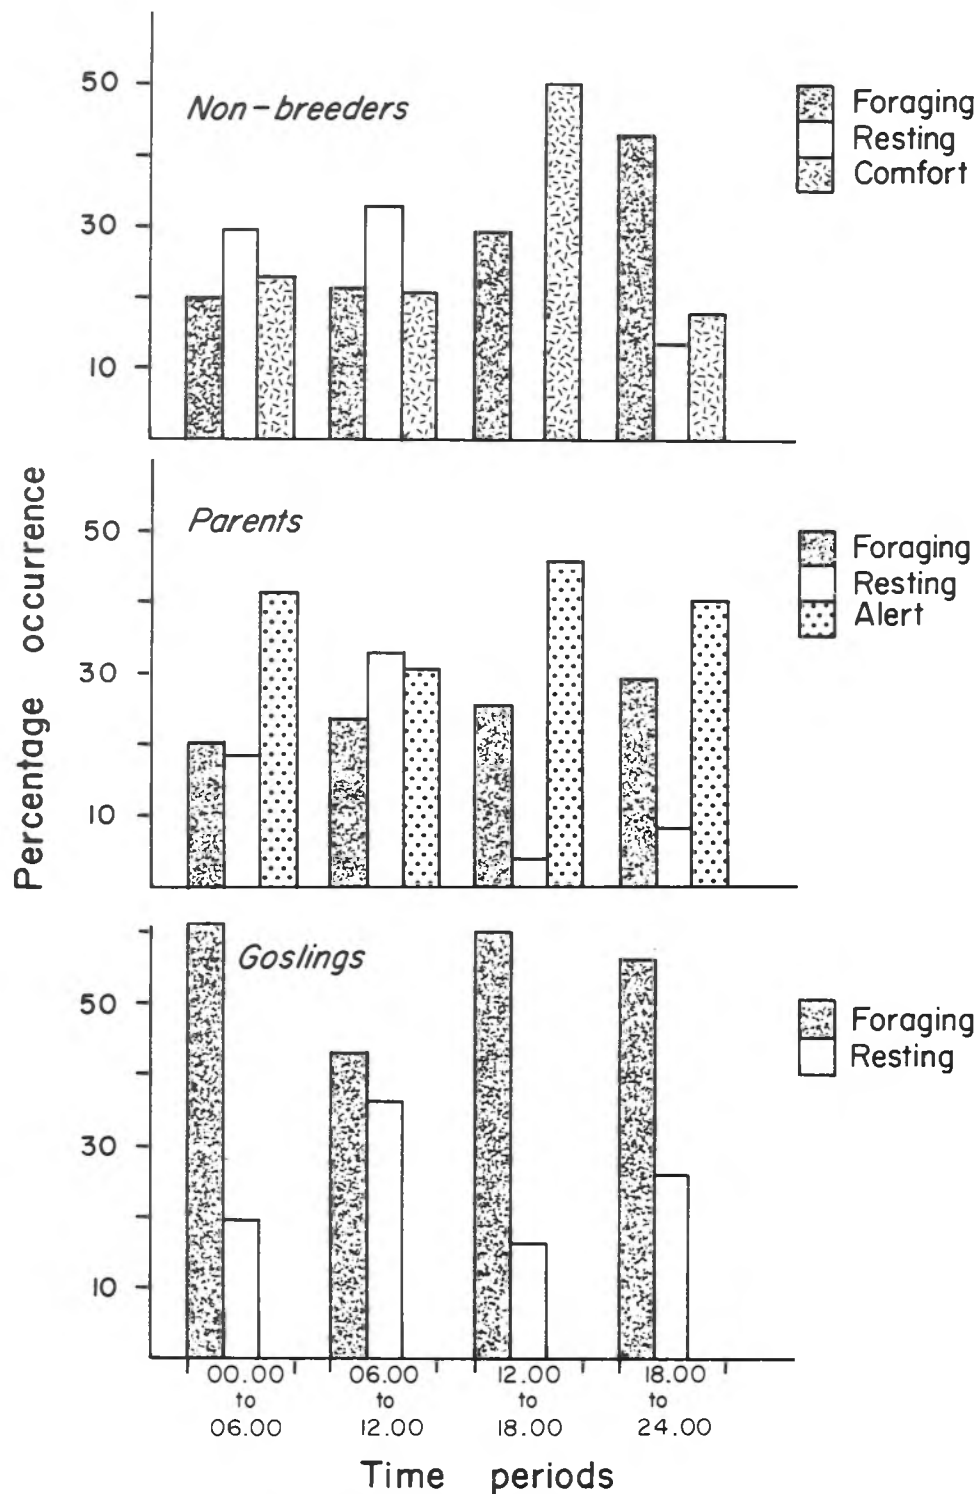 50
30
10
Non-breeders
Foraging
Resting
Comfort
Percentage occurrence
50
30
10
Parents
Foraging
Resting
Alert
50
30
10
Goslings
Foraging
Resting
00.00 06.00 12.00 18.00
to to to to
06.00 12.00 18.00 24.00
Time periods